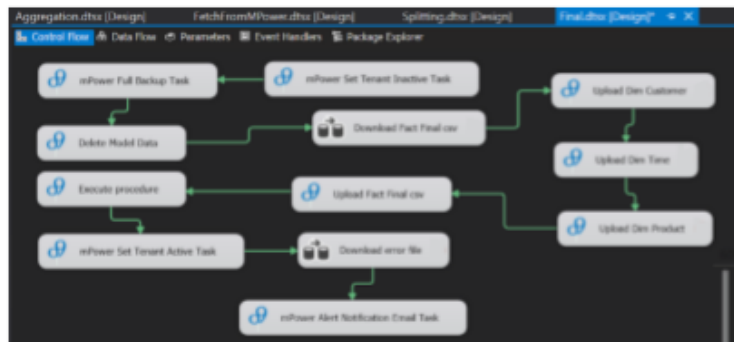 Aggregation.dtsx [Design] FetchFromMPower.dtsx [Design] Splitting.dtsx [Design] Final.dtsx [Design]*
Control Flow Data Flow Parameters Event Handlers Package Explorer
mPower Full Backup Task
mPower Set Tenant Inactive Task
Upload Dim Customer
Delete Model Data
Download Fact Final csv
Upload Dim Time
Execute procedure
Upload Fact Final csv
Upload Dim Product
mPower Set Tenant Active Task
Download error file
mPower Alert Notification Email Task